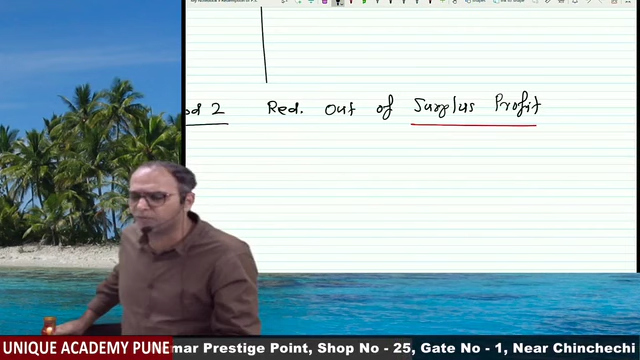 od 2 Red. out of Surplus Profit
UNIQUE ACADEMY PUNE mar Prestige Point, Shop No - 25, Gate No - 1, Near Chinchechi